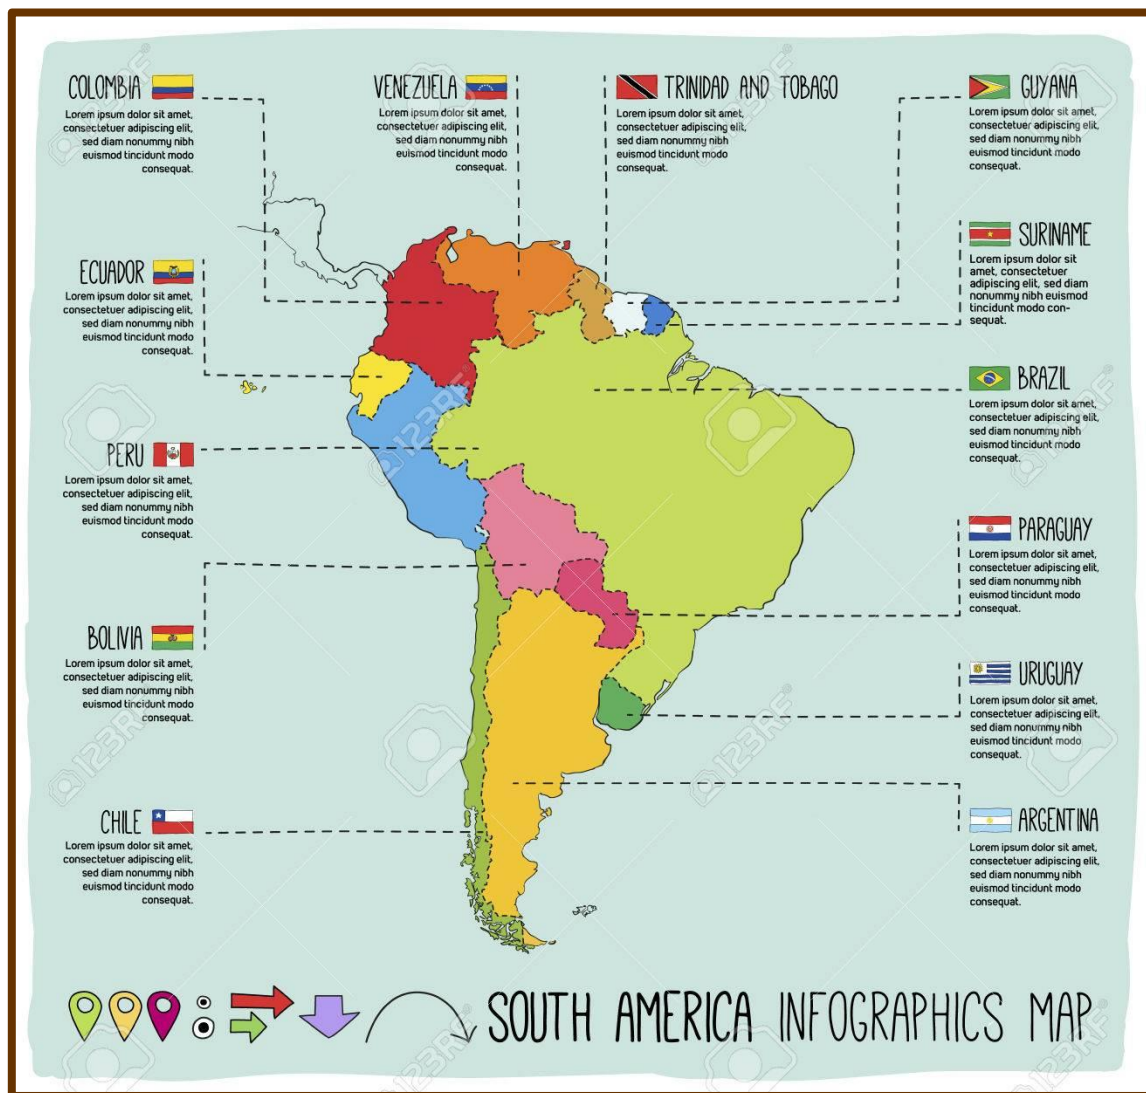 COLOMBIA
Lorem ipsum dolor sit amet,
consectetuer adipiscing elit,
sed diam nonummy nibh
euismod tincidunt modo
consequat.
VENEZUELA
Lorem ipsum dolor sit amet,
consectetuer adipiscing elit,
sed diam nonummy nibh
euismod tincidunt modo
consequat.
TRINIDAD AND TOBAGO
Lorem ipsum dolor sit amet,
consectetuer adipiscing elit,
sed diam nonummy nibh
euismod tincidunt modo
consequat.
GUYANA
Lorem ipsum dolor sit amet,
consectetuer adipiscing elit,
sed diam nonummy nibh
euismod tincidunt modo
consequat.
SURINAME
Lorem ipsum dolor sit
amet, consectetuer
adipiscing elit, sed diam
nonummy nibh euismod
tincidunt modo con-
sequat.
ECUADOR
Lorem ipsum dolor sit amet,
consectetuer adipiscing elit,
sed diam nonummy nibh
euismod tincidunt modo
consequat.
BRAZIL
Lorem ipsum dolor sit amet,
consectetuer adipiscing elit,
sed diam nonummy nibh
euismod tincidunt modo
consequat.
PERU
Lorem ipsum dolor sit amet,
consectetuer adipiscing elit,
sed diam nonummy nibh
euismod tincidunt modo
consequat.
PARAGUAY
Lorem ipsum dolor sit amet,
consectetuer adipiscing elit,
sed diam nonummy nibh
euismod tincidunt modo
consequat.
BOLIVIA
Lorem ipsum dolor sit amet,
consectetuer adipiscing elit,
sed diam nonummy nibh
euismod tincidunt modo
consequat.
URUGUAY
Lorem ipsum dolor sit amet,
consectetuer adipiscing elit,
sed diam nonummy nibh
euismod tincidunt modo
consequat.
CHILE
Lorem ipsum dolor sit amet,
consectetuer adipiscing elit,
sed diam nonummy nibh
euismod tincidunt modo
consequat.
ARGENTINA
Lorem ipsum dolor sit amet,
consectetuer adipiscing elit,
sed diam nonummy nibh
euismod tincidunt modo
consequat.
SOUTH AMERICA INFOGRAPHICS MAP
123RF